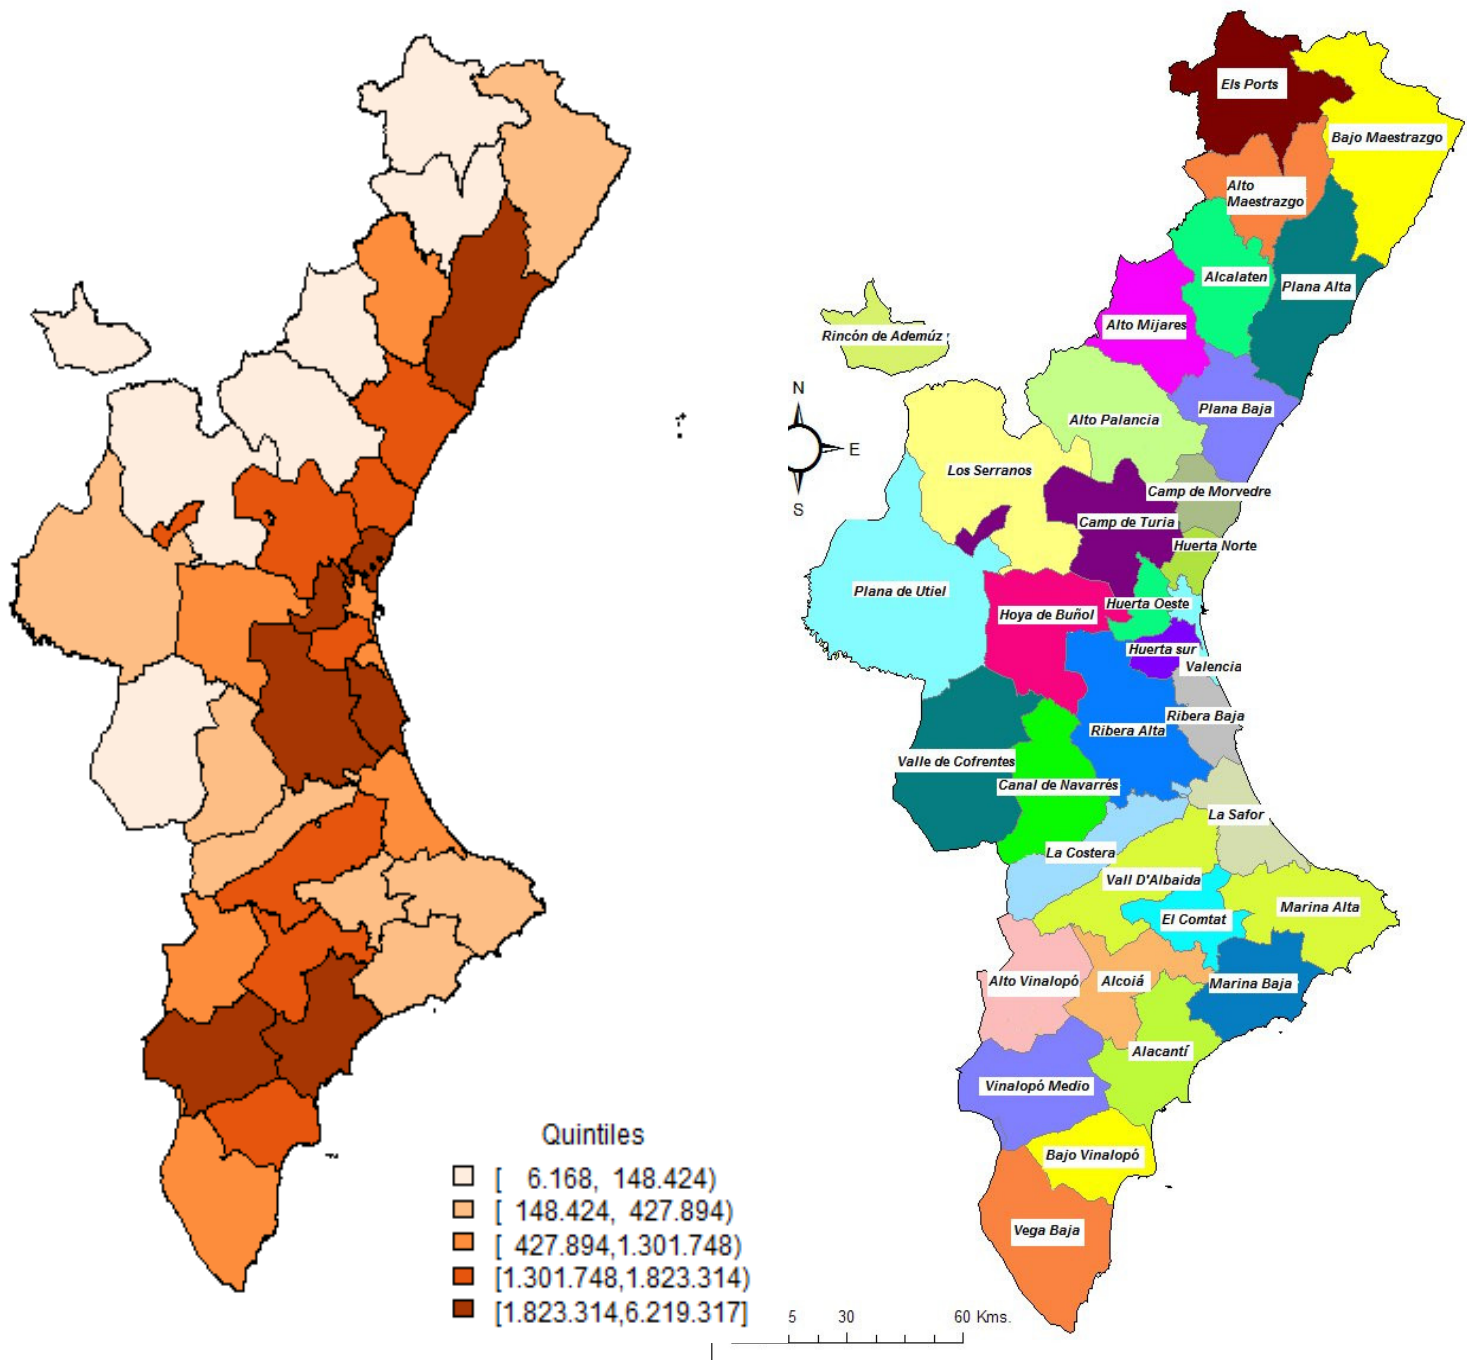 Quintiles
[ 6.168, 148.424)
[ 148.424, 427.894)
[ 427.894,1.301.748)
[1.301.748,1.823.314)
[1.823.314,6.219.317]
Els Ports
Bajo Maestrazgo
Alto
Maestrazgo
Alcalaten
Plana Alta
Alto Mijares
Rincón de Ademúz
N
E
S
Plana Baja
Alto Palancia
Los Serranos
Camp de Morvedre
Camp de Turia
Huerta Norte
Plana de Utiel
Huerta Oeste
Hoya de Buñol
Huerta sur
Valencia
Ribera Baja
Ribera Alta
Valle de Cofrentes
Canal de Navarrés
La Safor
La Costera
Vall D'Albaida
Marina Alta
El Comtat
Alto Vinalopó
Alcoiá
Marina Baja
Alacantí
Vinalopó Medio
Bajo Vinalopó
Vega Baja
5 30 60 Kms.